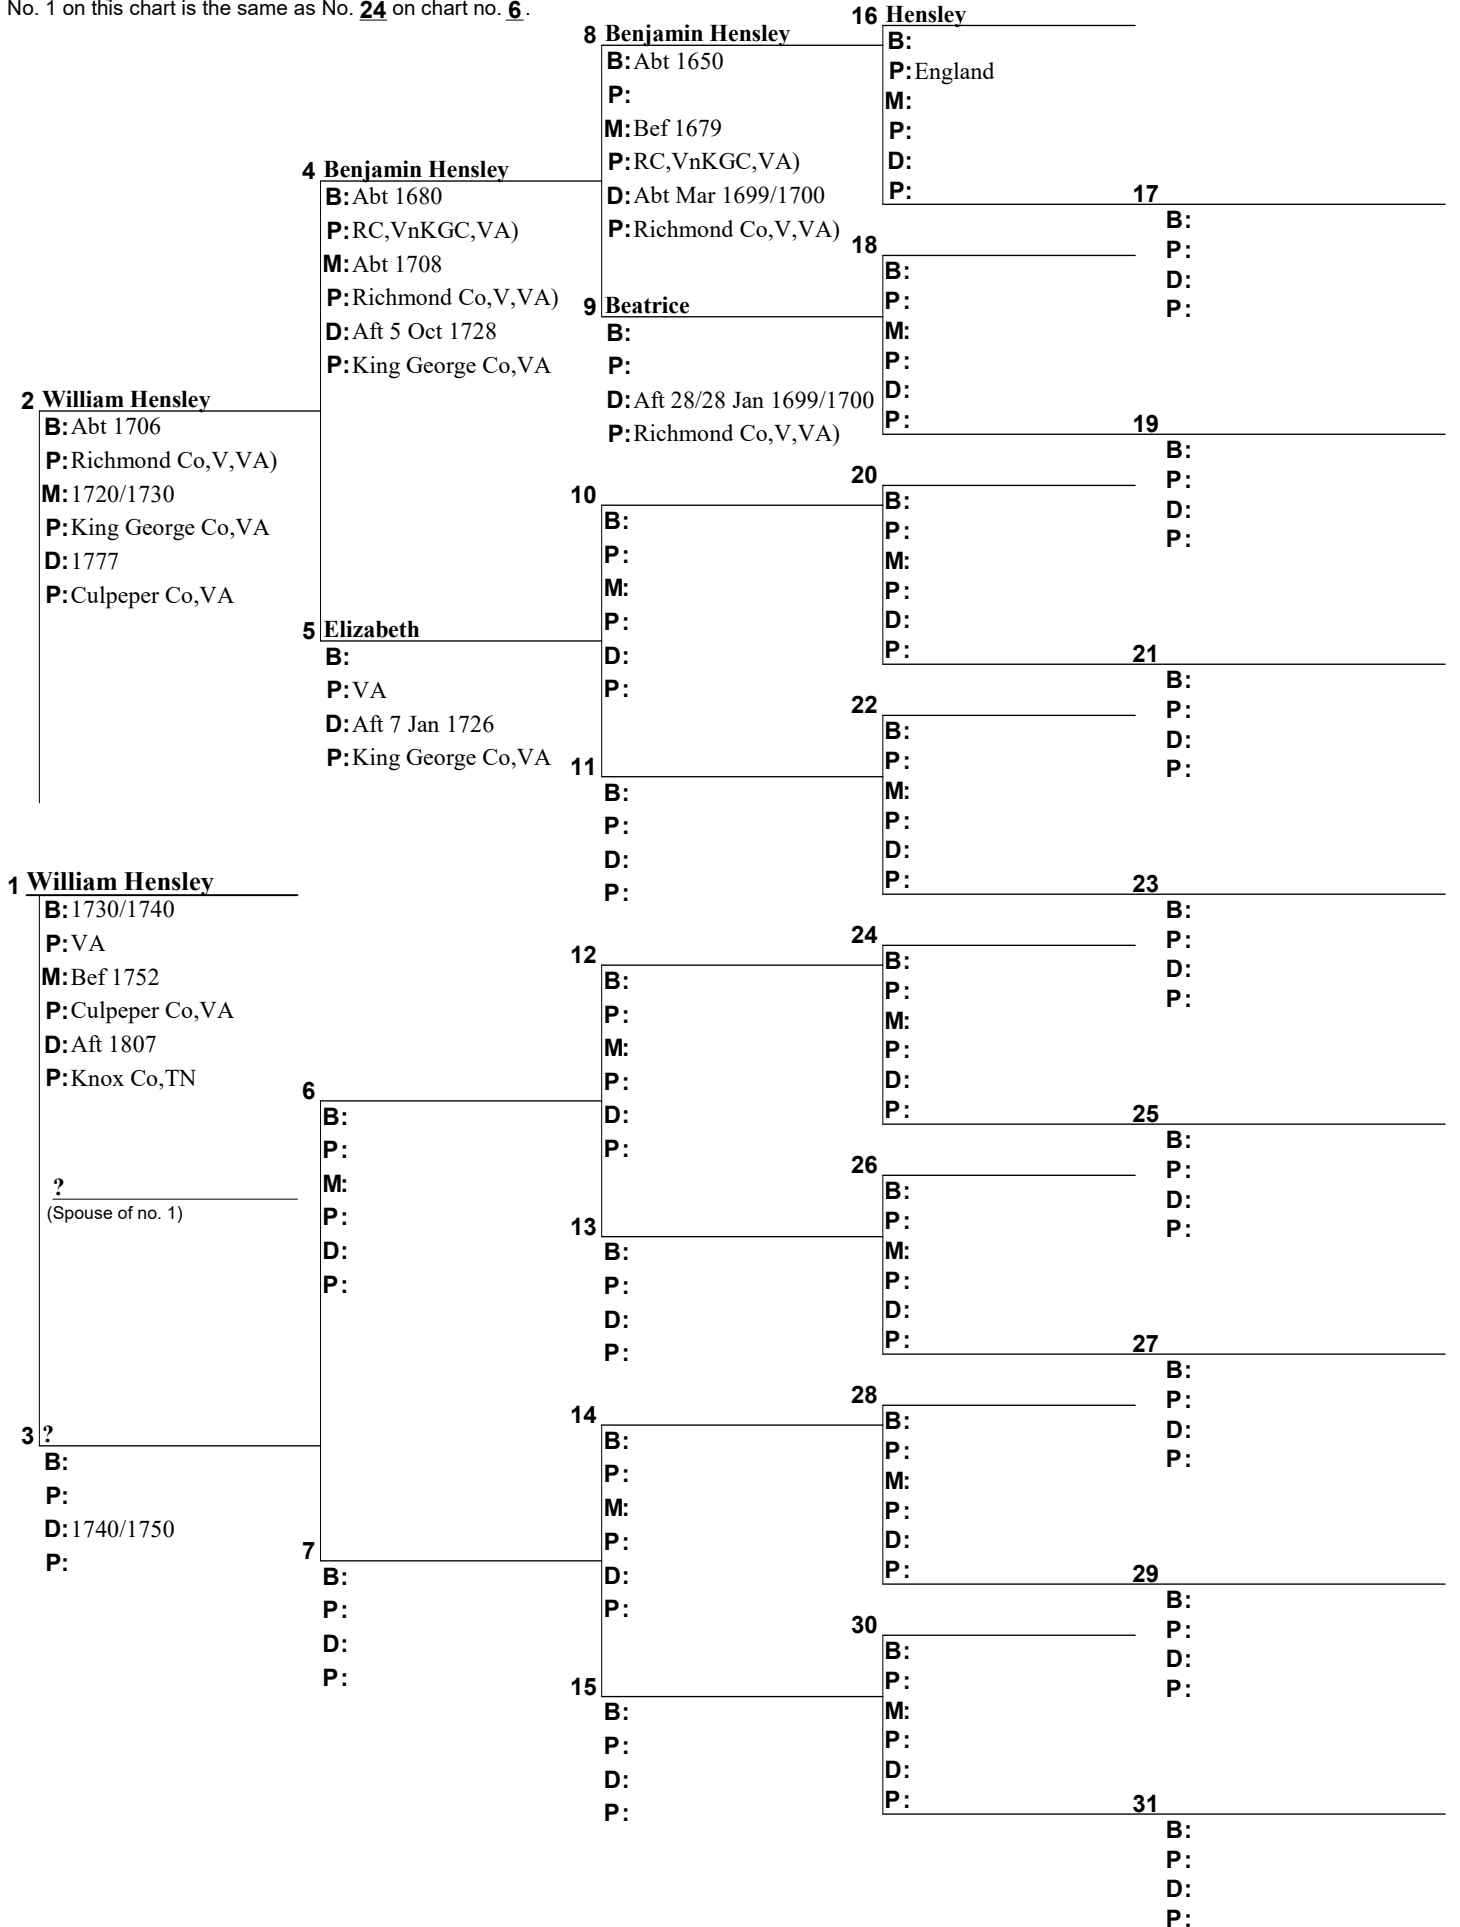 No. 1 on this chart is the same as No. 24 on chart no. 6.
16 Hensley
B:
P: England
M:
P:
D:
P:
8 Benjamin Hensley
B: Abt 1650
P:
M: Bef 1679
P: RC,VnKGC,VA)
D: Abt Mar 1699/1700
P: Richmond Co,V,VA)
17
B:
P:
D:
P:
4 Benjamin Hensley
B: Abt 1680
P: RC,VnKGC,VA)
M: Abt 1708
P: Richmond Co,V,VA)
D: Aft 5 Oct 1728
P: King George Co,VA
18
B:
P:
M:
P:
D:
P:
9 Beatrice
B:
P:
D: Aft 28/28 Jan 1699/1700
P: Richmond Co,V,VA)
19
B:
P:
D:
P:
2 William Hensley
B: Abt 1706
P: Richmond Co,V,VA)
M: 1720/1730
P: King George Co,VA
D: 1777
P: Culpeper Co,VA
20
B:
P:
M:
P:
D:
P:
10
B:
P:
M:
P:
D:
P:
21
B:
P:
D:
P:
5 Elizabeth
B:
P: VA
D: Aft 7 Jan 1726
P: King George Co,VA
22
B:
P:
M:
P:
D:
P:
11
B:
P:
D:
P:
23
B:
P:
D:
P:
1 William Hensley
B: 1730/1740
P: VA
M: Bef 1752
P: Culpeper Co,VA
D: Aft 1807
P: Knox Co,TN
24
B:
P:
M:
P:
D:
P:
12
B:
P:
M:
P:
D:
P:
25
B:
P:
D:
P:
6
B:
P:
M:
P:
D:
P:
?
(Spouse of no. 1)
26
B:
P:
M:
P:
D:
P:
13
B:
P:
D:
P:
27
B:
P:
D:
P:
3 ?
B:
P:
D: 1740/1750
P:
28
B:
P:
M:
P:
D:
P:
14
B:
P:
M:
P:
D:
P:
29
B:
P:
D:
P:
7
B:
P:
D:
P:
30
B:
P:
M:
P:
D:
P:
15
B:
P:
D:
P:
31
B:
P:
D:
P: